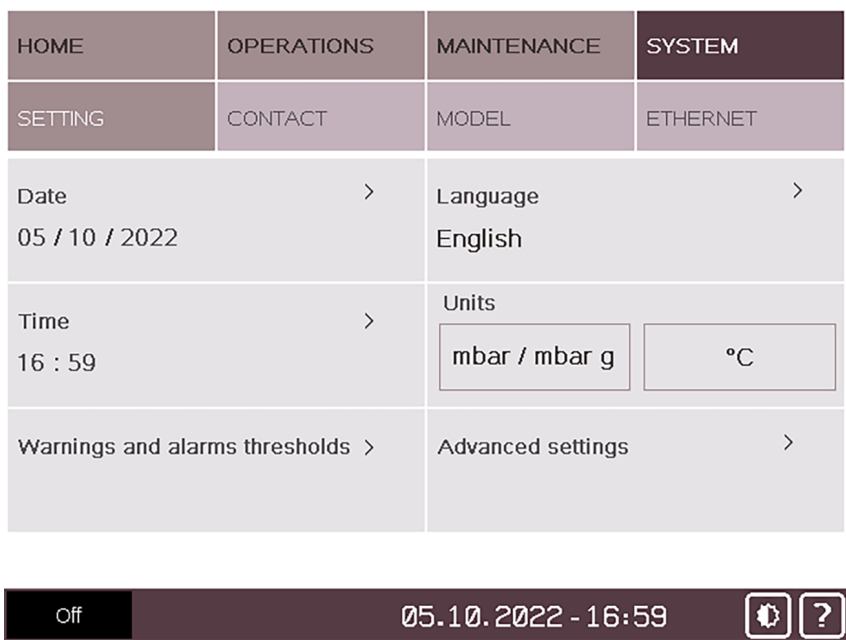 HOME OPERATIONS MAINTENANCE SYSTEM
SETTING CONTACT MODEL ETHERNET
Date >
05 / 10 / 2022
Language >
English
Time >
16 : 59
Units
mbar / mbar g °C
Warnings and alarms thresholds >
Advanced settings >
Off 05.10.2022 - 16:59 ?